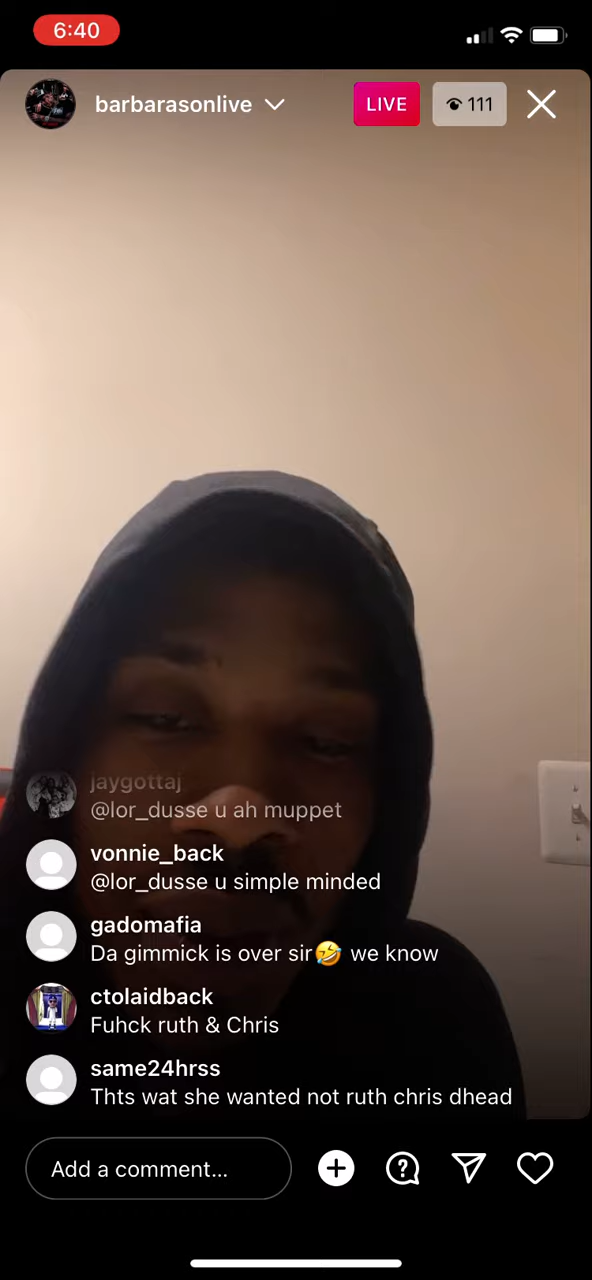 6:40
barbarasonlive
LIVE
111
jaygottaj
@lor_dusse u ah muppet
vonnie_back
@lor_dusse u simple minded
gadomafia
Da gimmick is over sir🤣 we know
ctolaidback
Fuhck ruth & Chris
same24hrss
Thts wat she wanted not ruth chris dhead
Add a comment...